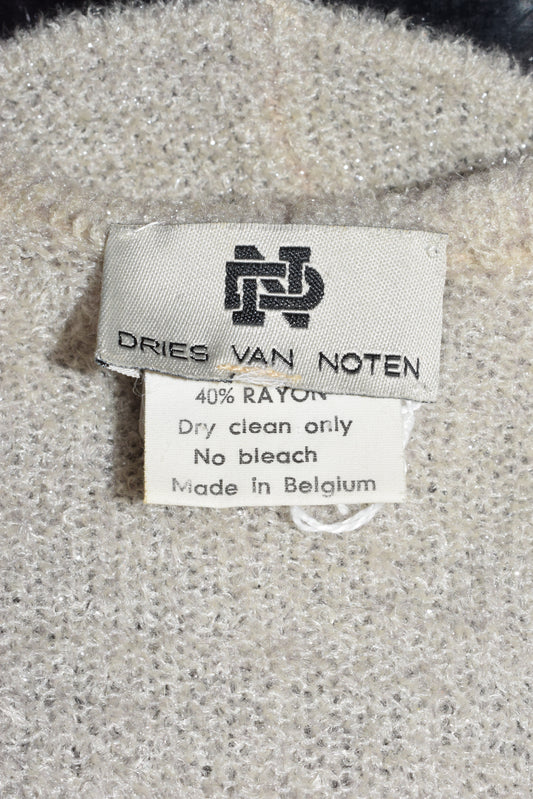 DRIES VAN NOTEN
40% RAYON
Dry clean only
No bleach
Made in Belgium